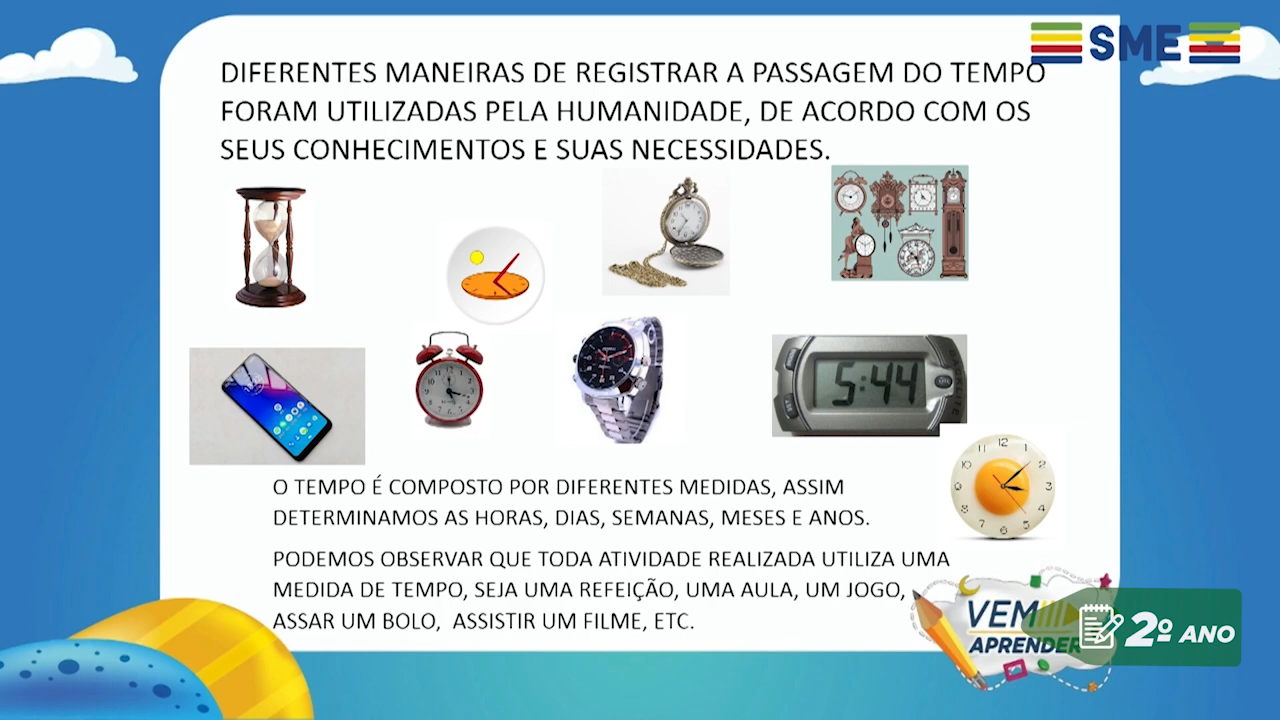 SME
DIFERENTES MANEIRAS DE REGISTRAR A PASSAGEM DO TEMPO
FORAM UTILIZADAS PELA HUMANIDADE, DE ACORDO COM OS
SEUS CONHECIMENTOS E SUAS NECESSIDADES.
5:44
O TEMPO É COMPOSTO POR DIFERENTES MEDIDAS, ASSIM
DETERMINAMOS AS HORAS, DIAS, SEMANAS, MESES E ANOS.
PODEMOS OBSERVAR QUE TODA ATIVIDADE REALIZADA UTILIZA UMA
MEDIDA DE TEMPO, SEJA UMA REFEIÇÃO, UMA AULA, UM JOGO,
ASSAR UM BOLO,  ASSISTIR UM FILME, ETC.
VEM
APRENDER
2º ANO